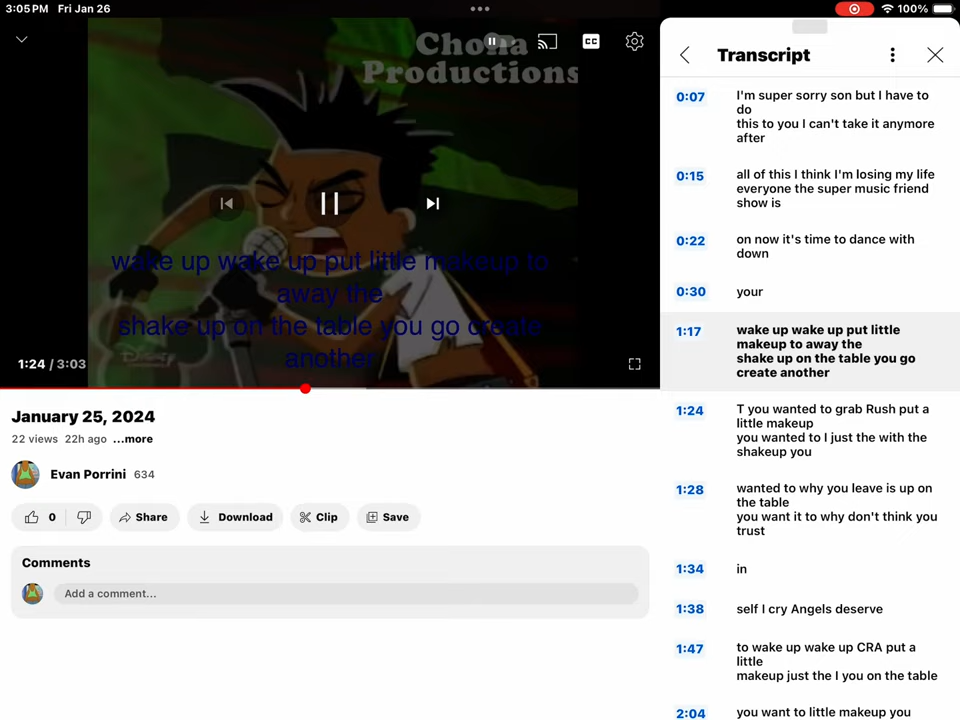 3:05 PM Fri Jan 26
100%
Chona
Productions
wake up wake up put little makeup to
away the
shake up on the table you go create
another
1:24 / 3:03
January 25, 2024
22 views 22h ago ...more
Evan Porrini 634
0
Share
Download
Clip
Save
Comments
Add a comment...
Transcript
0:07
I'm super sorry son but I have to
do
this to you I can't take it anymore
after
0:15
all of this I think I'm losing my life
everyone the super music friend
show is
0:22
on now it's time to dance with
down
0:30
your
1:17
wake up wake up put little
makeup to away the
shake up on the table you go
create another
1:24
T you wanted to grab Rush put a
little makeup
you wanted to I just the with the
shakeup you
1:28
wanted to why you leave is up on
the table
you want it to why don't think you
trust
1:34
in
1:38
self I cry Angels deserve
1:47
to wake up wake up CRA put a
little
makeup just the I you on the table
2:04
you want to little makeup you